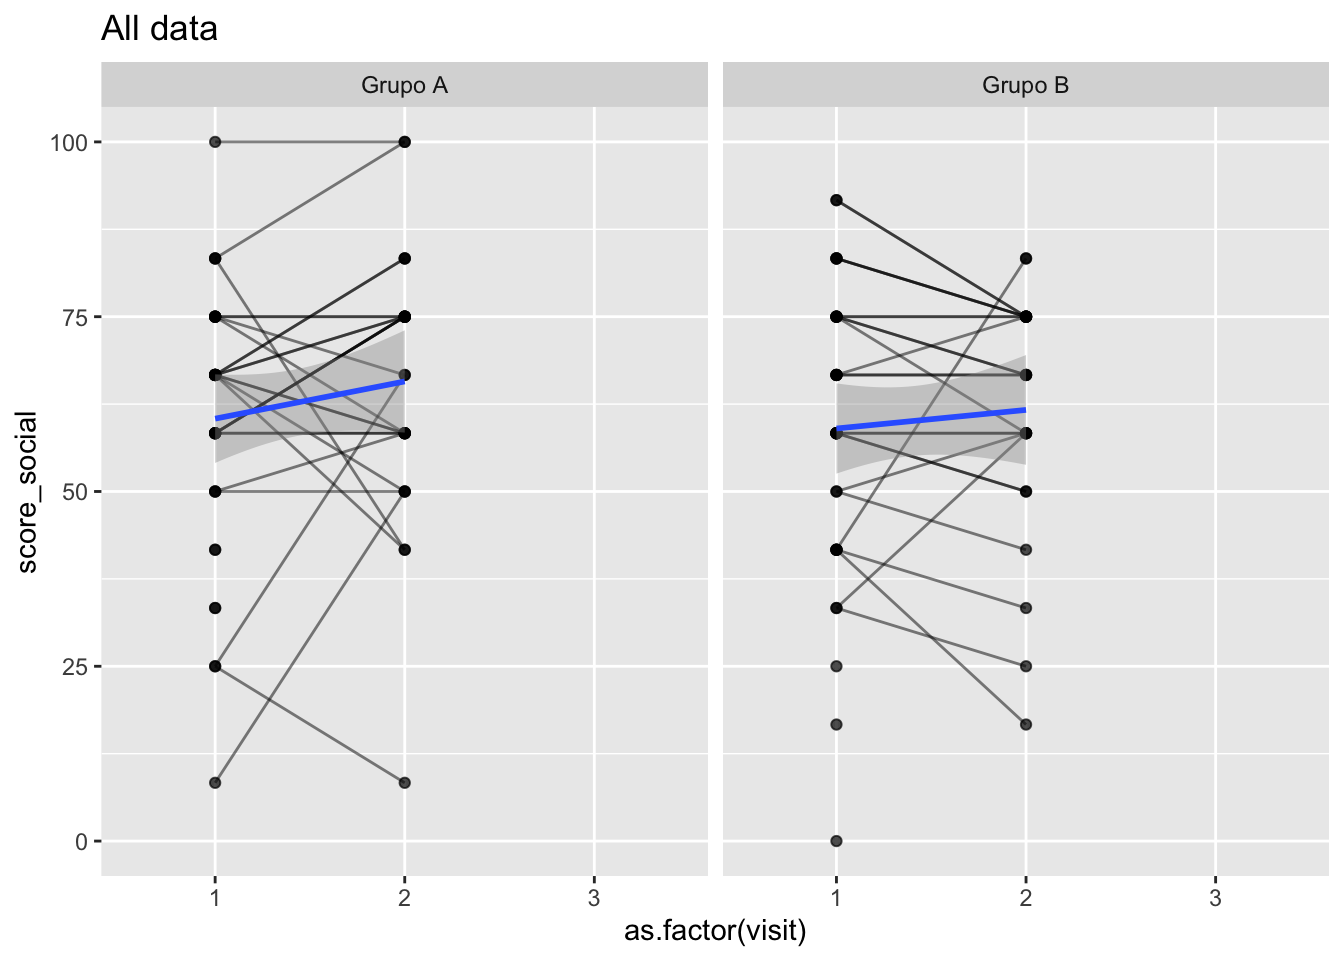 All data
Grupo A
Grupo B
100
75
50
25
0
score_social
1 2 3
1 2 3
as.factor(visit)